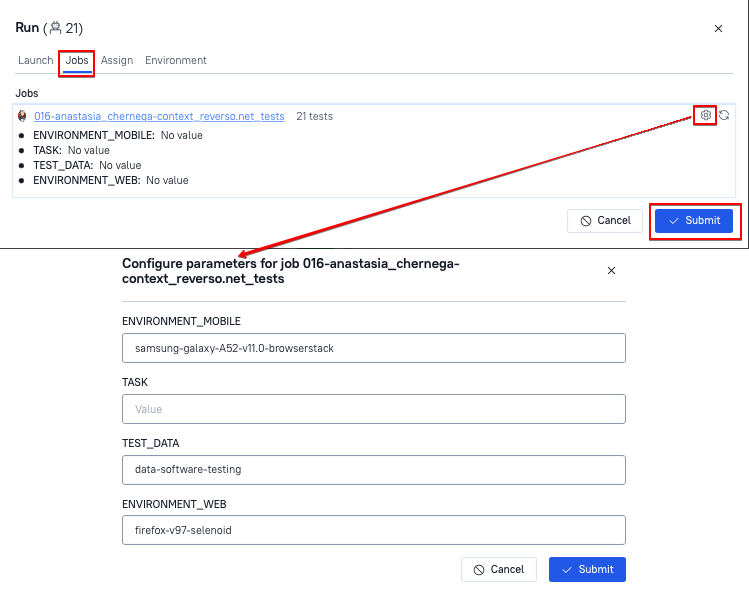 Run ( 21)
Launch Jobs Assign Environment
Jobs
016-anastasia_chernega-context_reverso.net_tests 21 tests
ENVIRONMENT_MOBILE: No value
TASK: No value
TEST_DATA: No value
ENVIRONMENT_WEB: No value
Cancel Submit
Configure parameters for job 016-anastasia_chernega-
context_reverso.net_tests
ENVIRONMENT_MOBILE
samsung-galaxy-A52-v11.0-browserstack
TASK
Value
TEST_DATA
data-software-testing
ENVIRONMENT_WEB
firefox-v97-selenoid
Cancel Submit